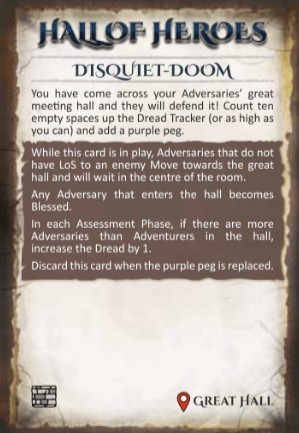 HALL OF HEROES
DISQUIET-DOOM
You have come across your Adversaries' great
meeting hall and they will defend it! Count ten
empty spaces up the Dread Tracker (or as high as
you can) and add a purple peg.
While this card is in play, Adversaries that do not
have LoS to an enemy Move towards the great
hall and will wait in the centre of the room.
Any Adversary that enters the hall becomes
Blessed.
In each Assessment Phase, if there are more
Adversaries than Adventurers in the hall,
increase the Dread by 1.
Discard this card when the purple peg is replaced.
GREAT HALL